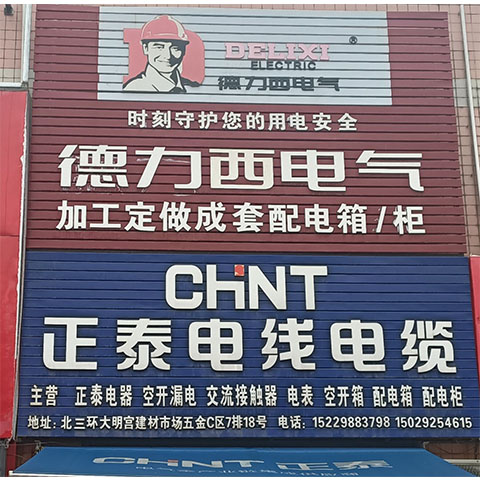 DELIXI ®
ELECTRIC
德力西电气
时刻守护您的用电安全
德力西电气
加工定做成套配电箱/柜
CHNT
正泰电线电缆
主营 正泰电器 空开漏电 交流接触器 电表 空开箱 配电箱 配电柜
地址:北三环大明宫建材市场五金C区7排18号 电话:15229883798 15029254615
CHNT 正泰